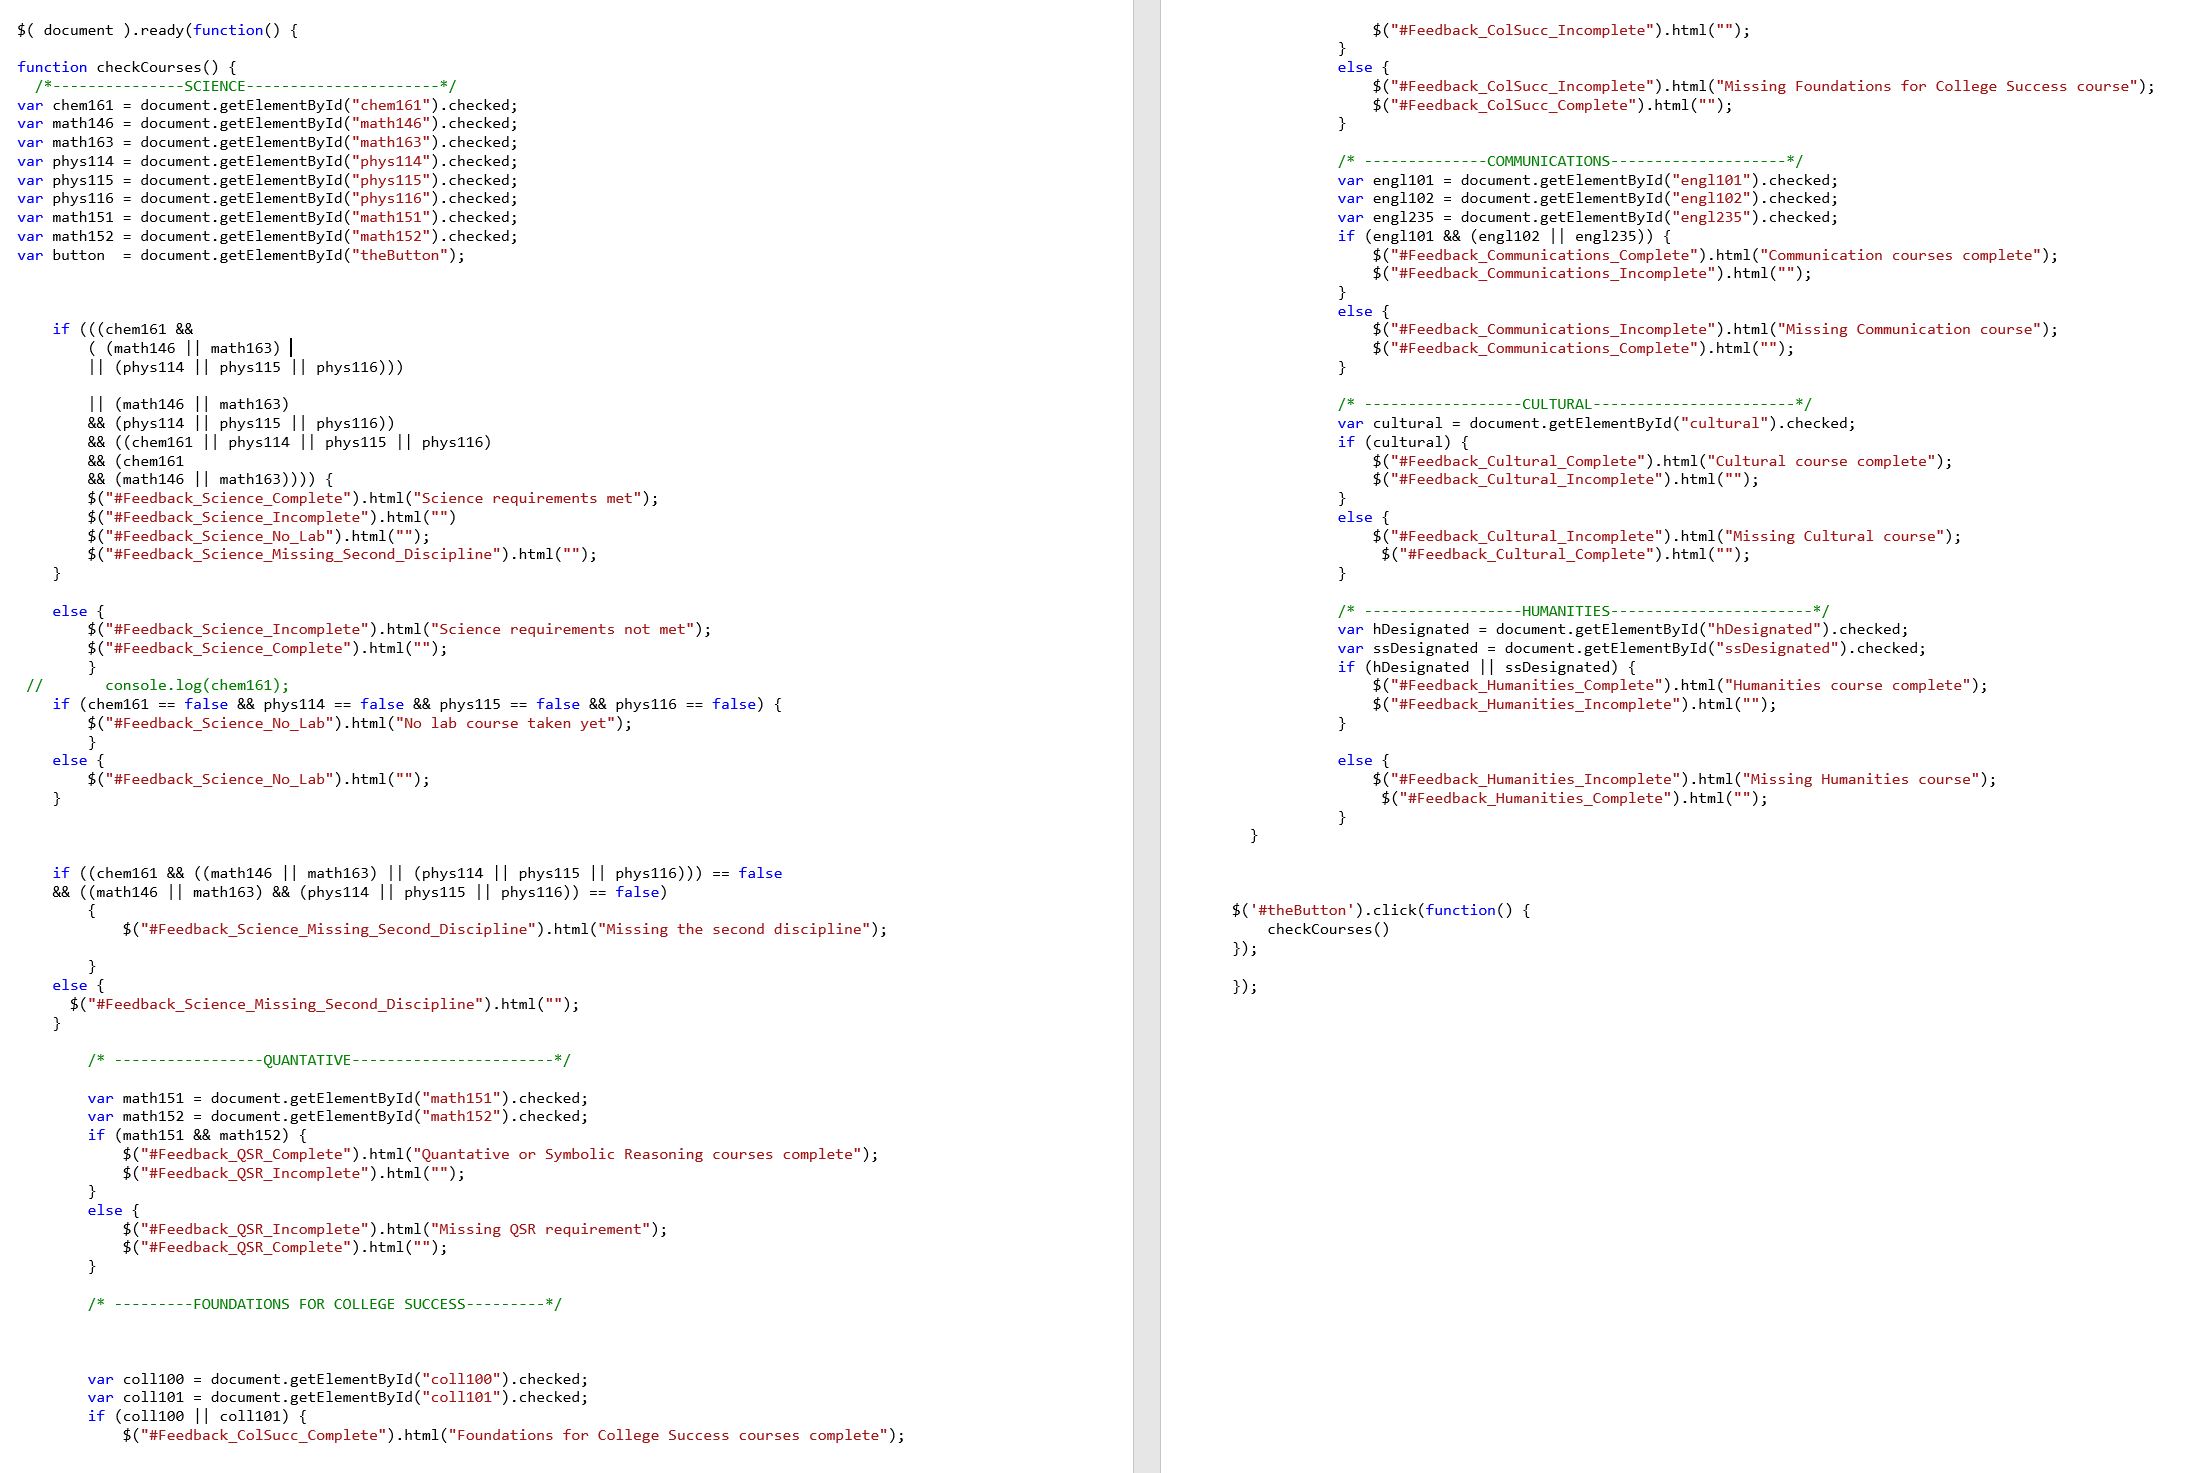 $( document ).ready(function() {
function checkCourses() {
/*---------------SCIENCE----------------------*/
var chem161 = document.getElementById("chem161").checked;
var math146 = document.getElementById("math146").checked;
var math163 = document.getElementById("math163").checked;
var phys114 = document.getElementById("phys114").checked;
var phys115 = document.getElementById("phys115").checked;
var phys116 = document.getElementById("phys116").checked;
var math151 = document.getElementById("math151").checked;
var math152 = document.getElementById("math152").checked;
var button  = document.getElementById("theButton");
if (((chem161 &&
( (math146 || math163)
|| (phys114 || phys115 || phys116)))
|| (math146 || math163)
&& (phys114 || phys115 || phys116))
&& ((chem161 || phys114 || phys115 || phys116)
&& (chem161
&& (math146 || math163)))) {
$("#Feedback_Science_Complete").html("Science requirements met");
$("#Feedback_Science_Incomplete").html("")
$("#Feedback_Science_No_Lab").html("");
$("#Feedback_Science_Missing_Second_Discipline").html("");
}
else {
$("#Feedback_Science_Incomplete").html("Science requirements not met");
$("#Feedback_Science_Complete").html("");
}
//       console.log(chem161);
if (chem161 == false && phys114 == false && phys115 == false && phys116 == false) {
$("#Feedback_Science_No_Lab").html("No lab course taken yet");
}
else {
$("#Feedback_Science_No_Lab").html("");
}
if ((chem161 && ((math146 || math163) || (phys114 || phys115 || phys116))) == false
&& ((math146 || math163) && (phys114 || phys115 || phys116)) == false)
{
$("#Feedback_Science_Missing_Second_Discipline").html("Missing the second discipline");
}
else {
$("#Feedback_Science_Missing_Second_Discipline").html("");
}
/* -----------------QUANTATIVE-----------------------*/
var math151 = document.getElementById("math151").checked;
var math152 = document.getElementById("math152").checked;
if (math151 && math152) {
$("#Feedback_QSR_Complete").html("Quantative or Symbolic Reasoning courses complete");
$("#Feedback_QSR_Incomplete").html("");
}
else {
$("#Feedback_QSR_Incomplete").html("Missing QSR requirement");
$("#Feedback_QSR_Complete").html("");
}
/* ---------FOUNDATIONS FOR COLLEGE SUCCESS---------*/
var coll100 = document.getElementById("coll100").checked;
var coll101 = document.getElementById("coll101").checked;
if (coll100 || coll101) {
$("#Feedback_ColSucc_Complete").html("Foundations for College Success courses complete");
$("#Feedback_ColSucc_Incomplete").html("");
}
else {
$("#Feedback_ColSucc_Incomplete").html("Missing Foundations for College Success course");
$("#Feedback_ColSucc_Complete").html("");
}
/* --------------COMMUNICATIONS--------------------*/
var engl101 = document.getElementById("engl101").checked;
var engl102 = document.getElementById("engl102").checked;
var engl235 = document.getElementById("engl235").checked;
if (engl101 && (engl102 || engl235)) {
$("#Feedback_Communications_Complete").html("Communication courses complete");
$("#Feedback_Communications_Incomplete").html("");
}
else {
$("#Feedback_Communications_Incomplete").html("Missing Communication course");
$("#Feedback_Communications_Complete").html("");
}
/* ------------------CULTURAL-----------------------*/
var cultural = document.getElementById("cultural").checked;
if (cultural) {
$("#Feedback_Cultural_Complete").html("Cultural course complete");
$("#Feedback_Cultural_Incomplete").html("");
}
else {
$("#Feedback_Cultural_Incomplete").html("Missing Cultural course");
$("#Feedback_Cultural_Complete").html("");
}
/* ------------------HUMANITIES-----------------------*/
var hDesignated = document.getElementById("hDesignated").checked;
var ssDesignated = document.getElementById("ssDesignated").checked;
if (hDesignated || ssDesignated) {
$("#Feedback_Humanities_Complete").html("Humanities course complete");
$("#Feedback_Humanities_Incomplete").html("");
}
else {
$("#Feedback_Humanities_Incomplete").html("Missing Humanities course");
$("#Feedback_Humanities_Complete").html("");
}
}
$('#theButton').click(function() {
checkCourses()
});
});